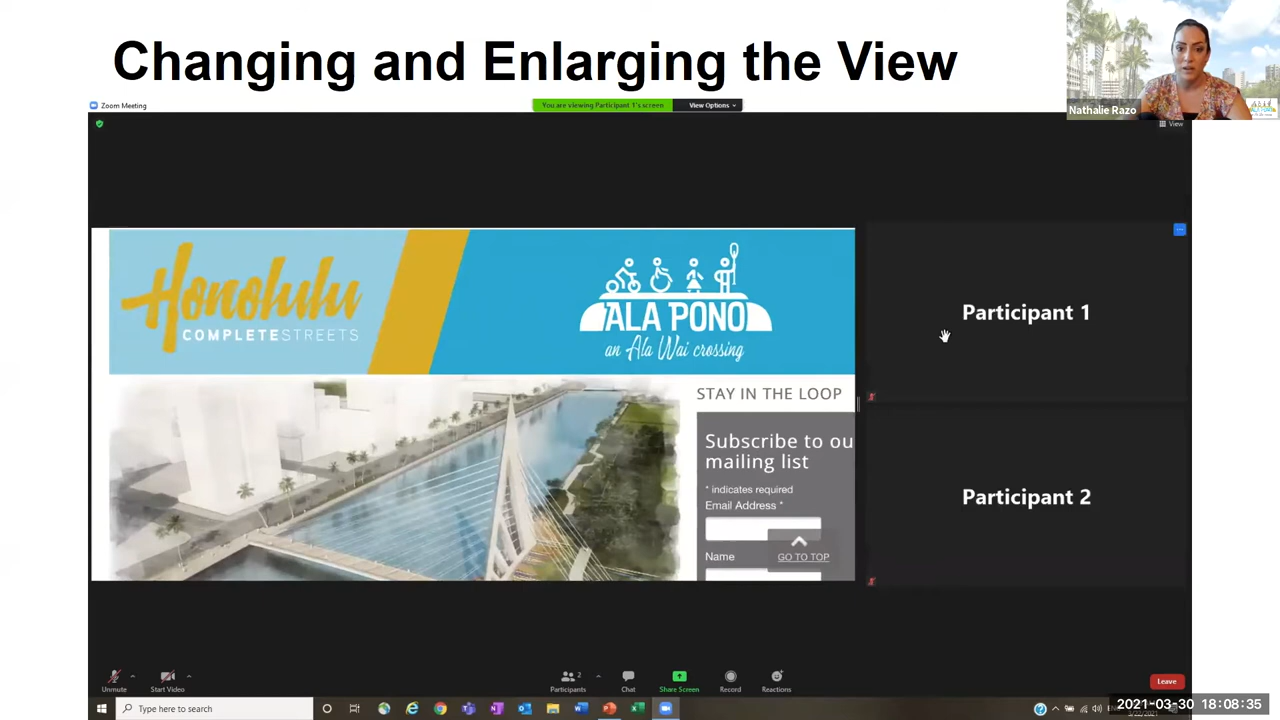 Changing and Enlarging the View
Nathalie Razo
Zoom Meeting
You are viewing Participant 1's screen
View Options
View
Honolulu
COMPLETESTREETS
ALA PONO
an Ala Wai crossing
STAY IN THE LOOP
Subscribe to ou
mailing list
* indicates required
Email Address *
Name
GO TO TOP
Participant 1
Participant 2
Unmute
Start Video
2
Participants
Chat
Share Screen
Record
Reactions
Leave
Type here to search
2021-03-30 18:08:35